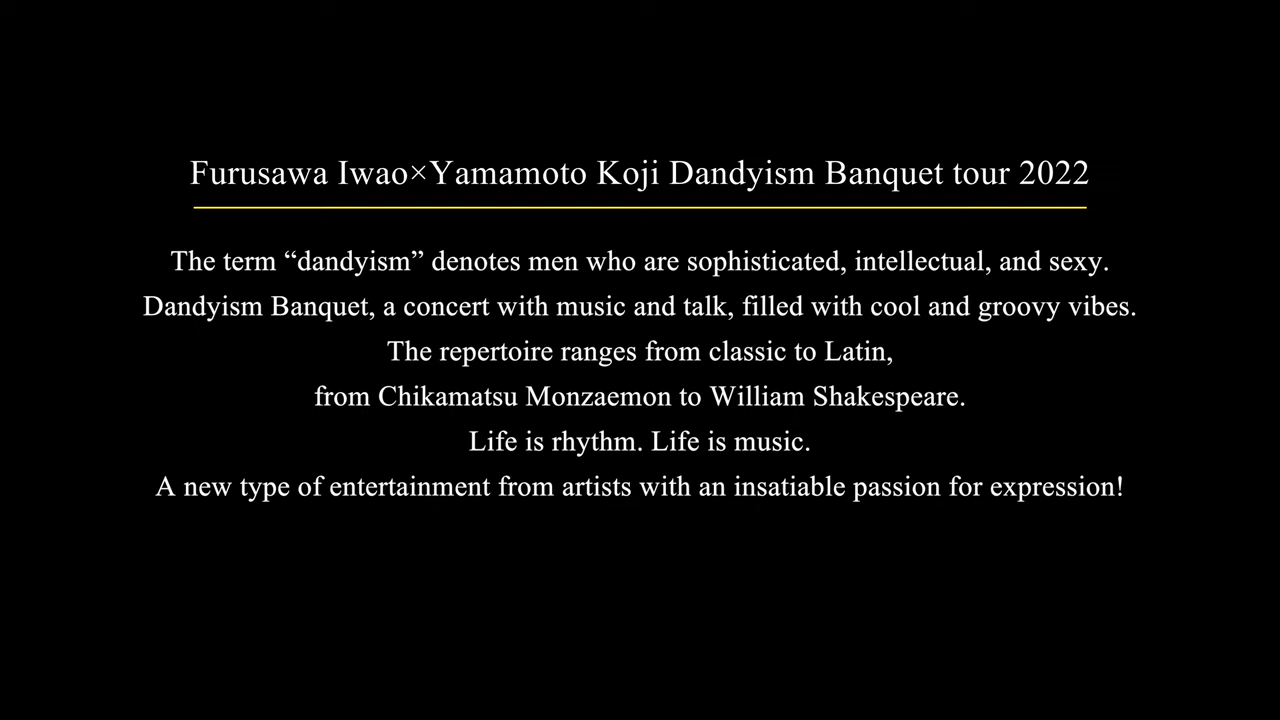 Furusawa Iwao×Yamamoto Koji Dandyism Banquet tour 2022
The term “dandyism” denotes men who are sophisticated, intellectual, and sexy.
Dandyism Banquet, a concert with music and talk, filled with cool and groovy vibes.
The repertoire ranges from classic to Latin,
from Chikamatsu Monzaemon to William Shakespeare.
Life is rhythm. Life is music.
A new type of entertainment from artists with an insatiable passion for expression!